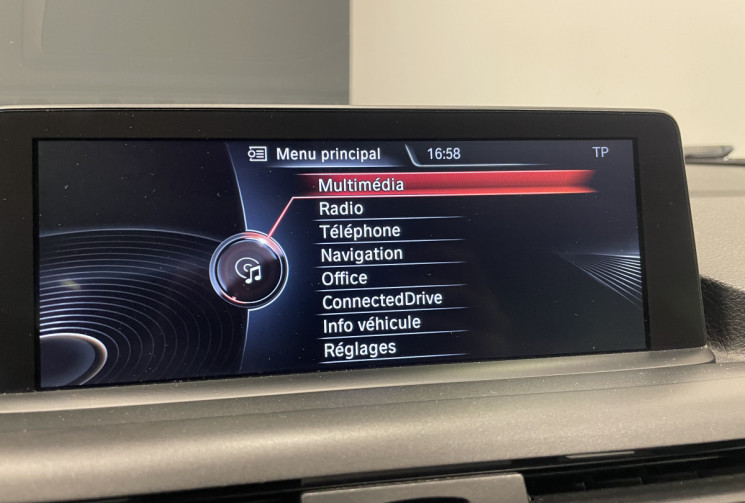 Menu principal 16:58 TP
Multimédia
Radio
Téléphone
Navigation
Office
ConnectedDrive
Info véhicule
Réglages